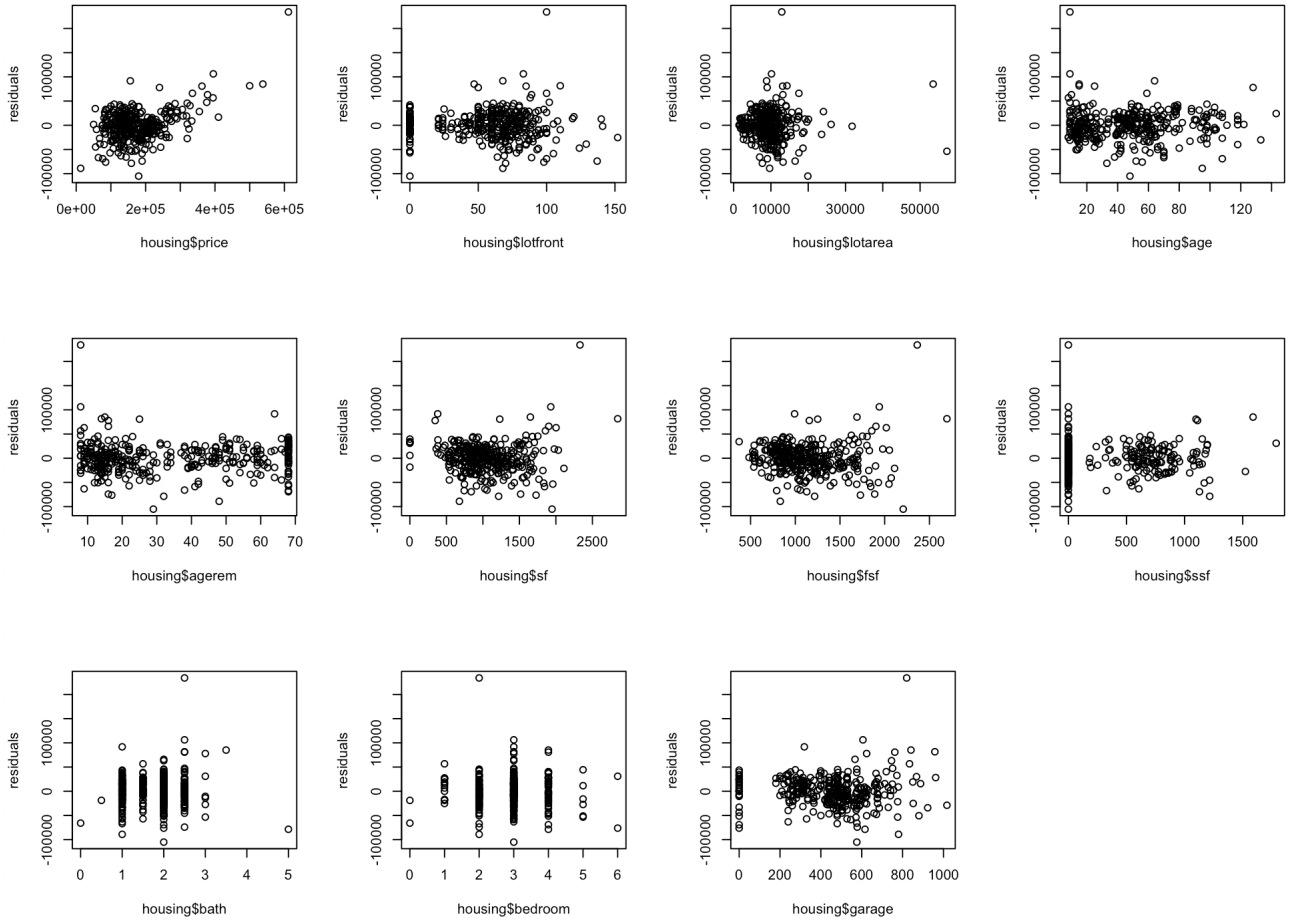 residuals
-100000 0 100000
0e+00 2e+05 4e+05 6e+05
housing$price
residuals
-100000 0 100000
0 50 100 150
housing$lotfront
residuals
-100000 0 100000
0 10000 30000 50000
housing$lotarea
residuals
-100000 0 100000
20 40 60 80 120
housing$age
residuals
-100000 0 100000
10 20 30 40 50 60 70
housing$agerem
residuals
-100000 0 100000
0 500 1500 2500
housing$sf
residuals
-100000 0 100000
500 1000 1500 2000 2500
housing$fsf
residuals
-100000 0 100000
0 500 1000 1500
housing$ssf
residuals
-100000 0 100000
0 1 2 3 4 5
housing$bath
residuals
-100000 0 100000
0 1 2 3 4 5 6
housing$bedroom
residuals
-100000 0 100000
0 200 400 600 800 1000
housing$garage